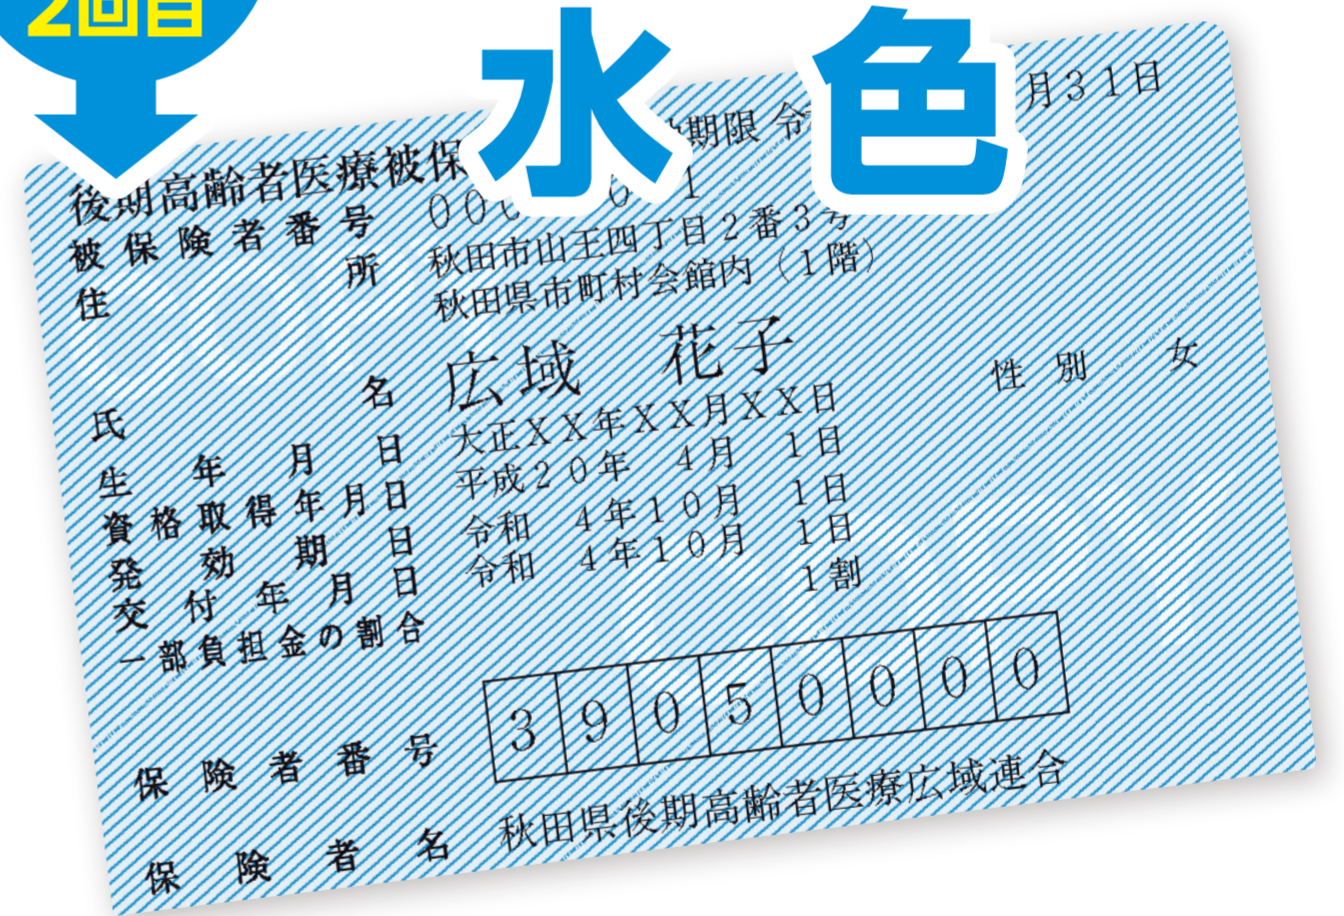 2回目
水色
後期高齢者医療被保 期限 令 月31日
被保険者番号 00 0 1
住所 秋田市山王四丁目2番3号
秋田県市町村会館内（1階）
氏名 広域 花子 性別 女
生年月日 大正XX年XX月XX日
資格取得年月日 平成20年 4月 1日
発効期日 令和 4年10月 1日
交付年月日 令和 4年10月 1日
一部負担金の割合 1割
保険者番号 39050000
保険者名 秋田県後期高齢者医療広域連合